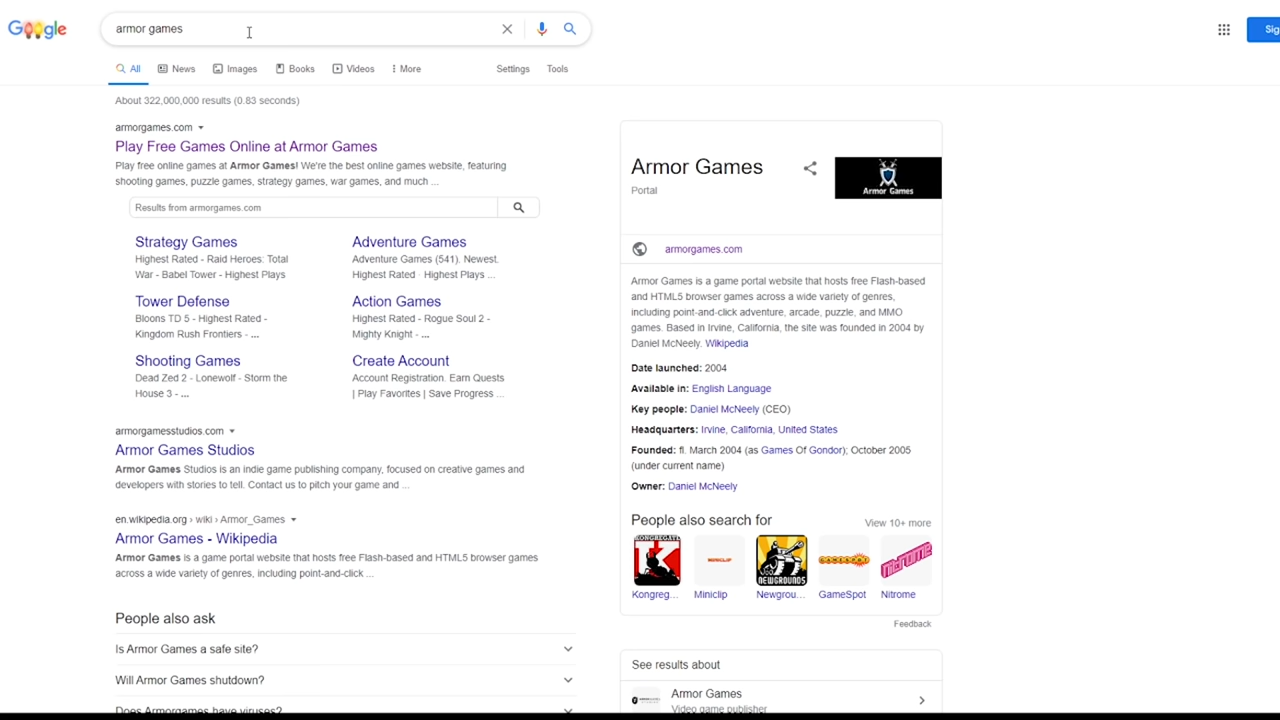 Google
armor games
Sig
All
News
Images
Books
Videos
More
Settings
Tools
About 322,000,000 results (0.83 seconds)
armorgames.com
Play Free Games Online at Armor Games
Play free online games at Armor Games! We're the best online games website, featuring
shooting games, puzzle games, strategy games, war games, and much ...
Results from armorgames.com
Strategy Games
Highest Rated - Raid Heroes: Total
War - Babel Tower - Highest Plays
Adventure Games
Adventure Games (541). Newest.
Highest Rated · Highest Plays ...
Tower Defense
Bloons TD 5 - Highest Rated -
Kingdom Rush Frontiers - ...
Action Games
Highest Rated - Rogue Soul 2 -
Mighty Knight - ...
Shooting Games
Dead Zed 2 - Lonewolf - Storm the
House 3 - ...
Create Account
Account Registration. Earn Quests
| Play Favorites | Save Progress ...
armorgamesstudios.com
Armor Games Studios
Armor Games Studios is an indie game publishing company, focused on creative games and
developers with stories to tell. Contact us to pitch your game and ...
en.wikipedia.org › wiki › Armor_Games
Armor Games - Wikipedia
Armor Games is a game portal website that hosts free Flash-based and HTML5 browser games
across a wide variety of genres, including point-and-click ...
People also ask
Is Armor Games a safe site?
Will Armor Games shutdown?
Does Armorgames have viruses?
Armor Games
Portal
Armor Games
armorgames.com
Armor Games is a game portal website that hosts free Flash-based
and HTML5 browser games across a wide variety of genres,
including point-and-click adventure, arcade, puzzle, and MMO
games. Based in Irvine, California, the site was founded in 2004 by
Daniel McNeely. Wikipedia
Date launched: 2004
Available in: English Language
Key people: Daniel McNeely (CEO)
Headquarters: Irvine, California, United States
Founded: fl. March 2004 (as Games Of Gondor); October 2005
(under current name)
Owner: Daniel McNeely
People also search for
View 10+ more
KONGREGATE
MINICLIP
NEWGROUNDS
GameSpot
nitrome
Kongreg...
Miniclip
Newgrou...
GameSpot
Nitrome
Feedback
See results about
Armor Games
Video game publisher